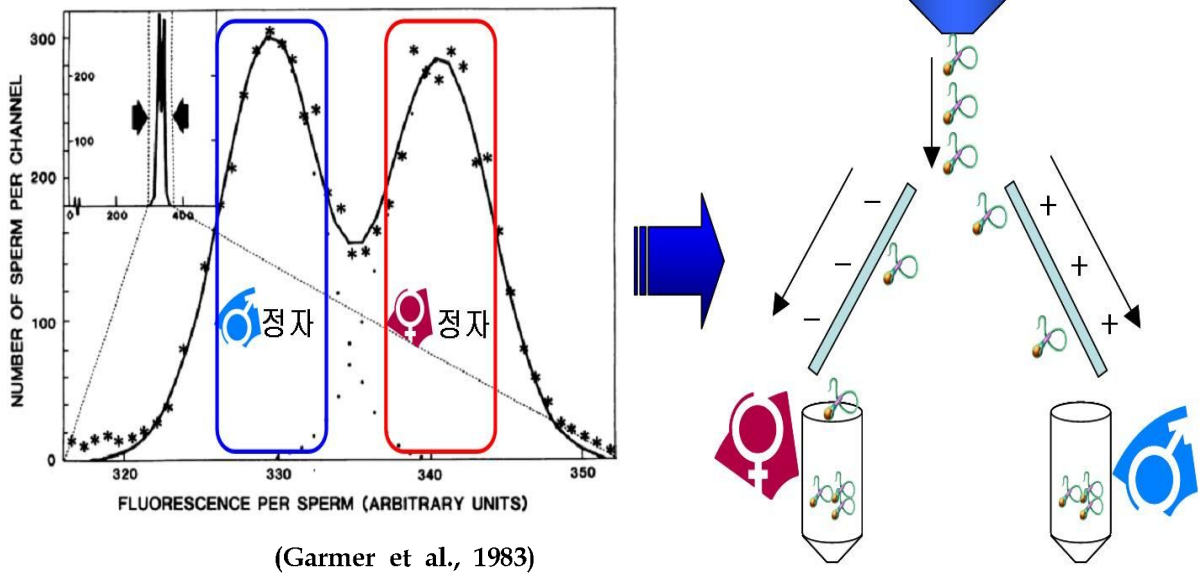 NUMBER OF SPERM PER CHANNEL
300
200
100
0
200
100
0 200 400
정자
정자
320 330 340 350
FLUORESCENCE PER SPERM (ARBITRARY UNITS)
(Garmer et al., 1983)
− +
− +
− +